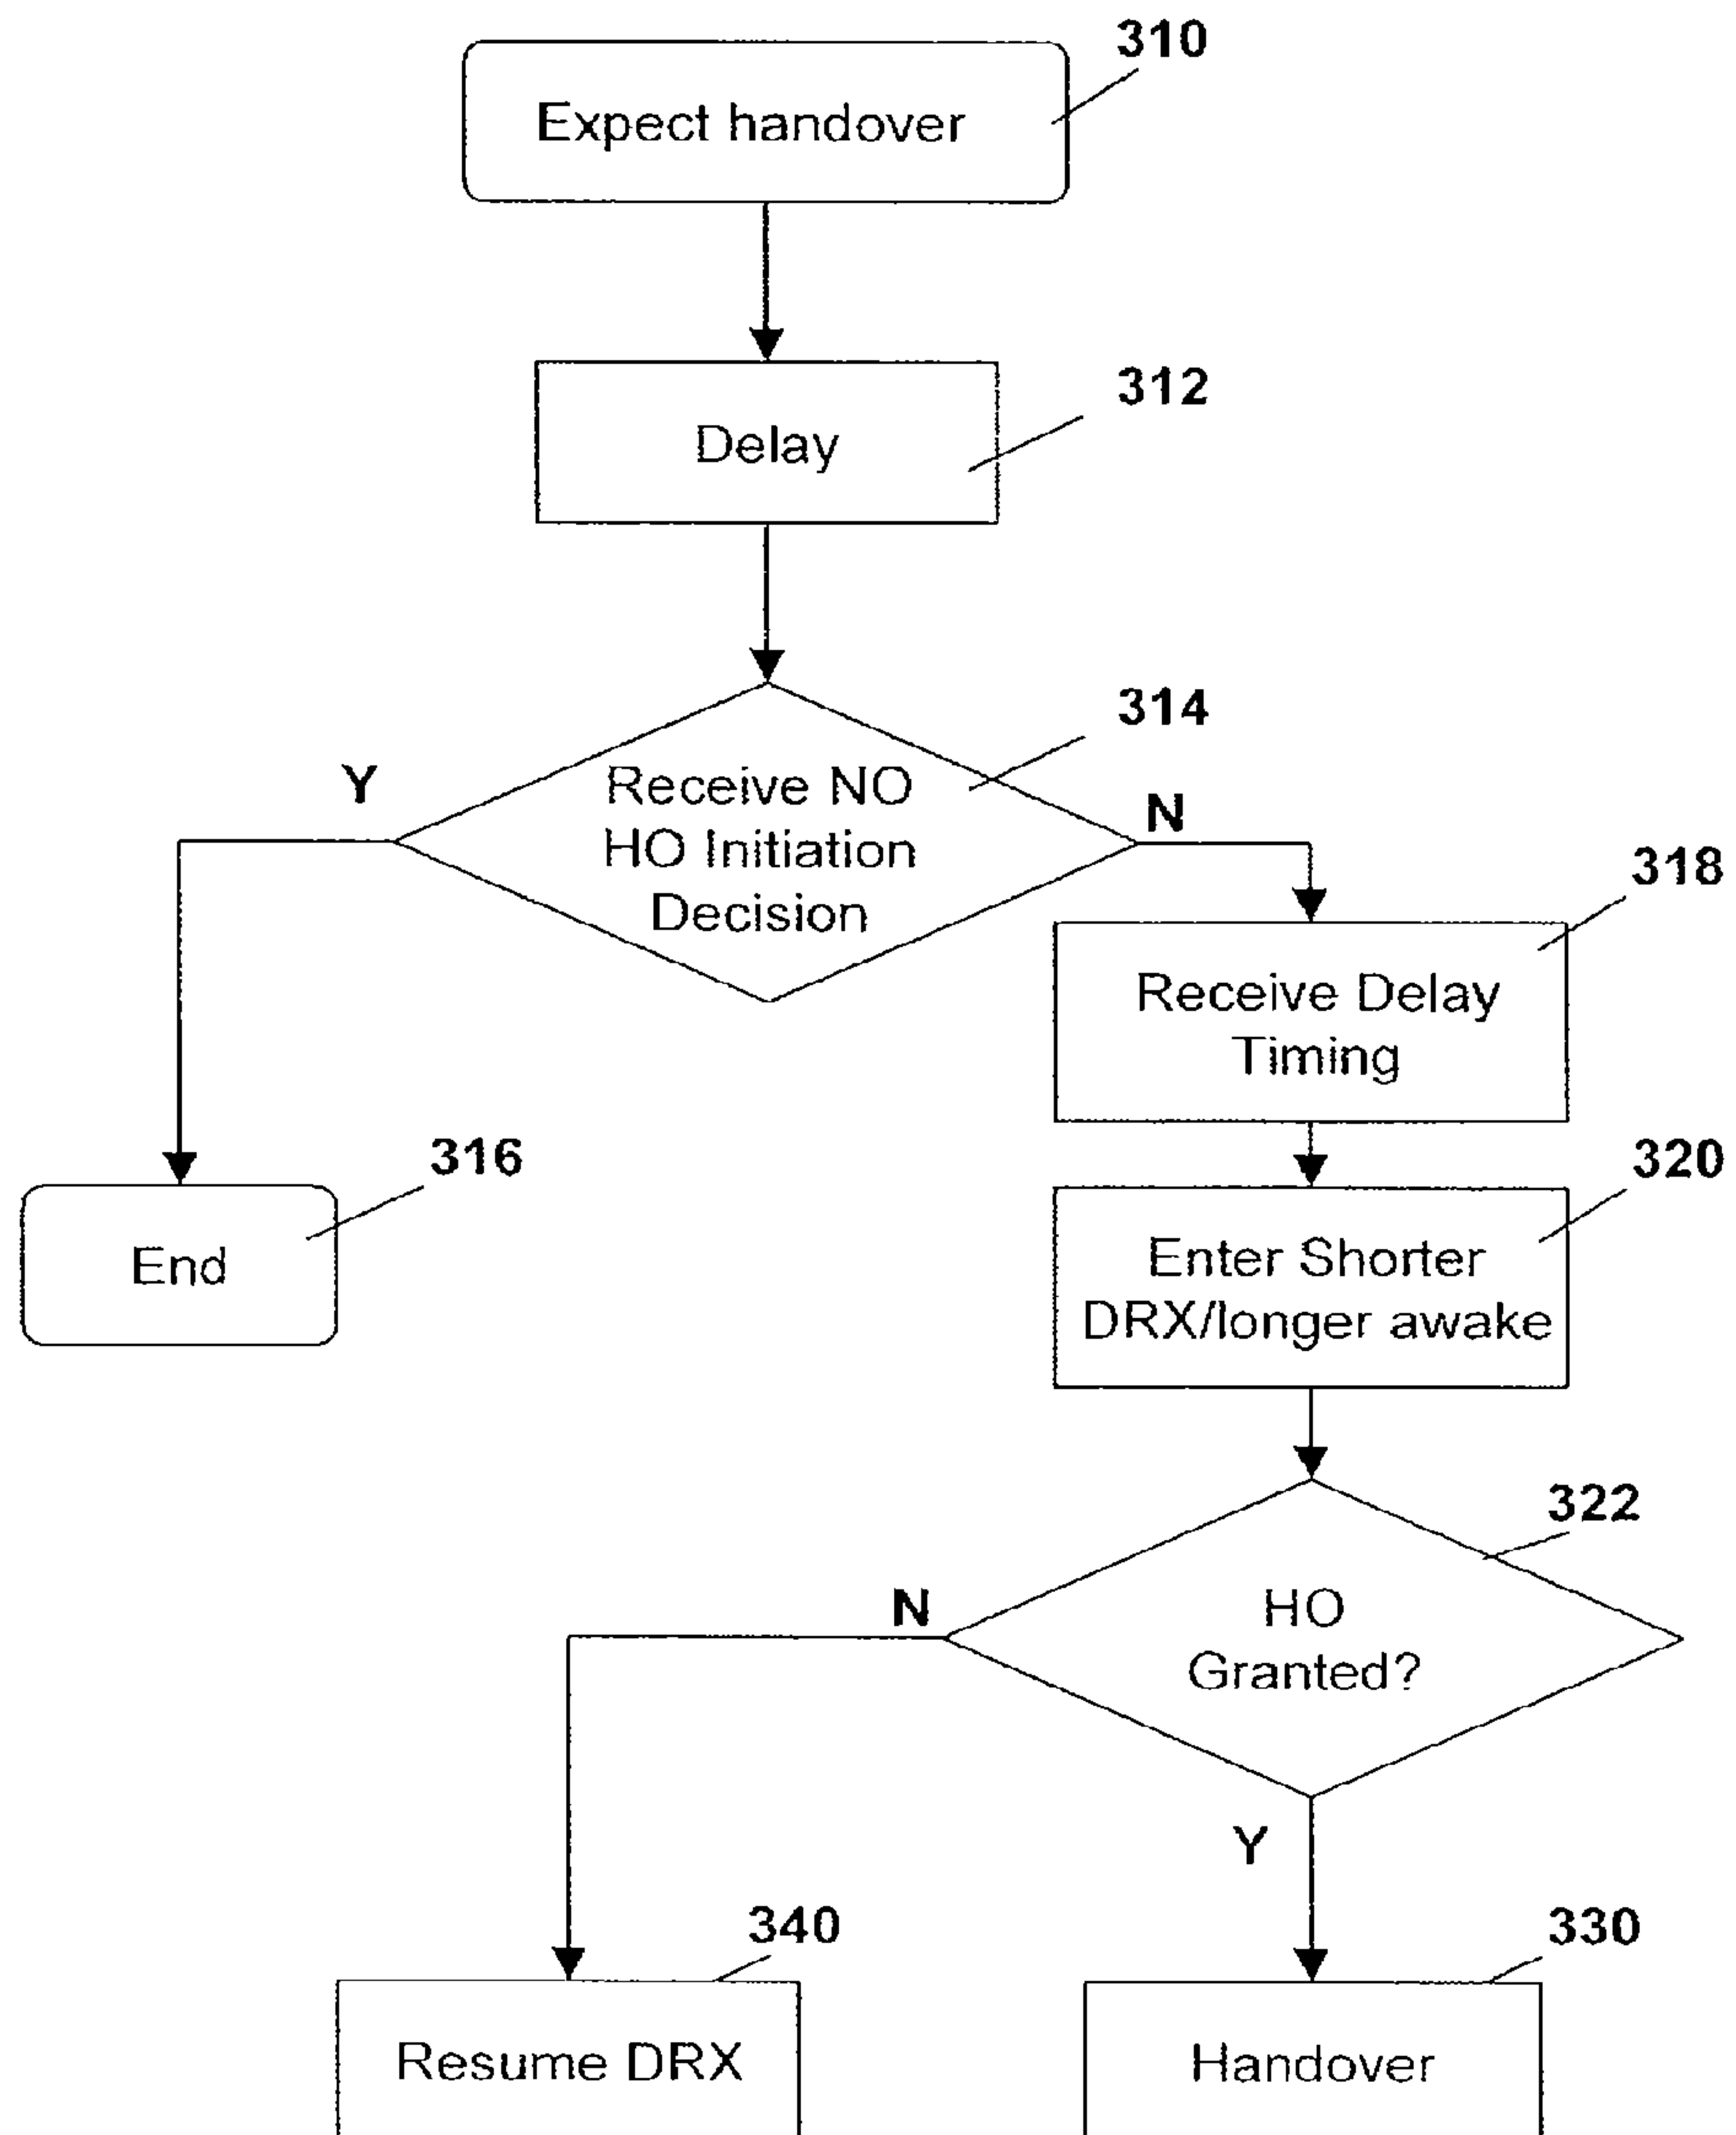 310
Expect handover
312
Delay
314
Receive NO
HO Initiation
Decision
Y
N
318
Receive Delay
Timing
316
End
320
Enter Shorter
DRX/longer awake
322
HO
Granted?
N
Y
340
Resume DRX
330
Handover